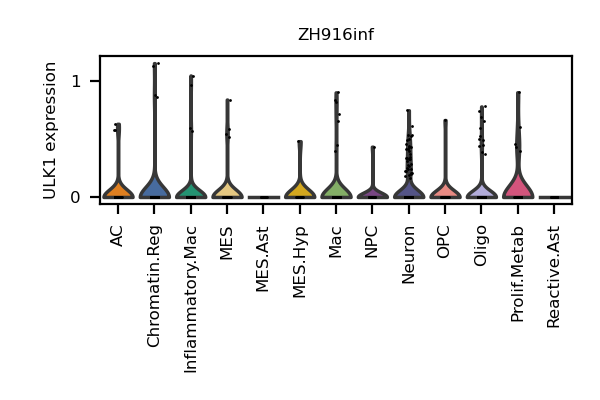 ZH916inf
ULK1 expression
1
0
AC
Chromatin.Reg
Inflammatory.Mac
MES
MES.Ast
MES.Hyp
Mac
NPC
Neuron
OPC
Oligo
Prolif.Metab
Reactive.Ast